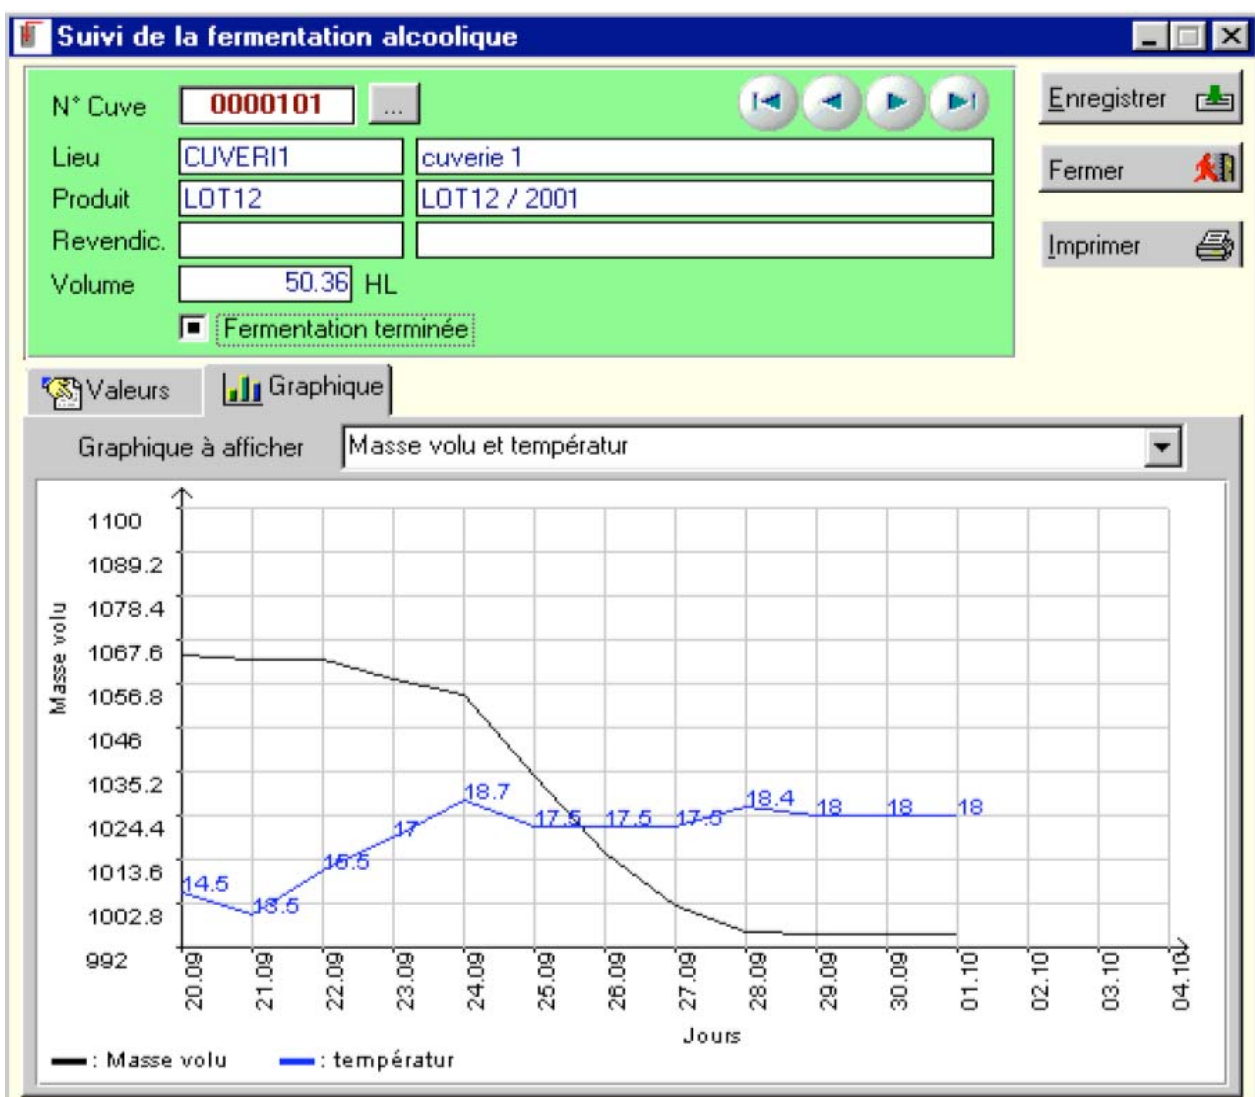 Suivi de la fermentation alcoolique
N° Cuve 0000101 ...
Lieu CUVERI1 cuverie 1
Produit LOT12 LOT12 / 2001
Revendic.
Volume 50.36 HL
Fermentation terminée
Enregistrer
Fermer
Imprimer
Valeurs Graphique
Graphique à afficher Masse volu et températur
Masse volu
1100
1089.2
1078.4
1067.6
1056.8
1046
1035.2
1024.4
1013.6
1002.8
992
14.5 13.5 15.5 17 18.7 17.5 17.5 17.5 18.4 18 18 18
20.09 21.09 22.09 23.09 24.09 25.09 26.09 27.09 28.09 29.09 30.09 01.10 02.10 03.10 04.10
Jours
: Masse volu : températur